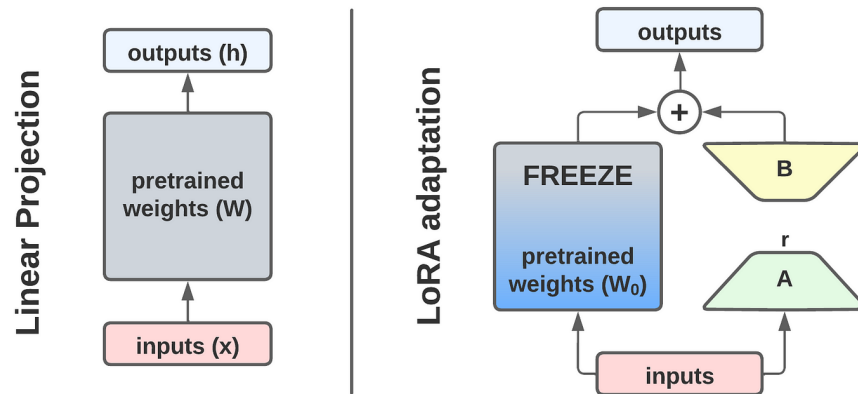 Linear Projection
outputs (h)
pretrained
weights (W)
inputs (x)
LoRA adaptation
outputs
+
FREEZE
pretrained
weights (W₀)
B
r
A
inputs